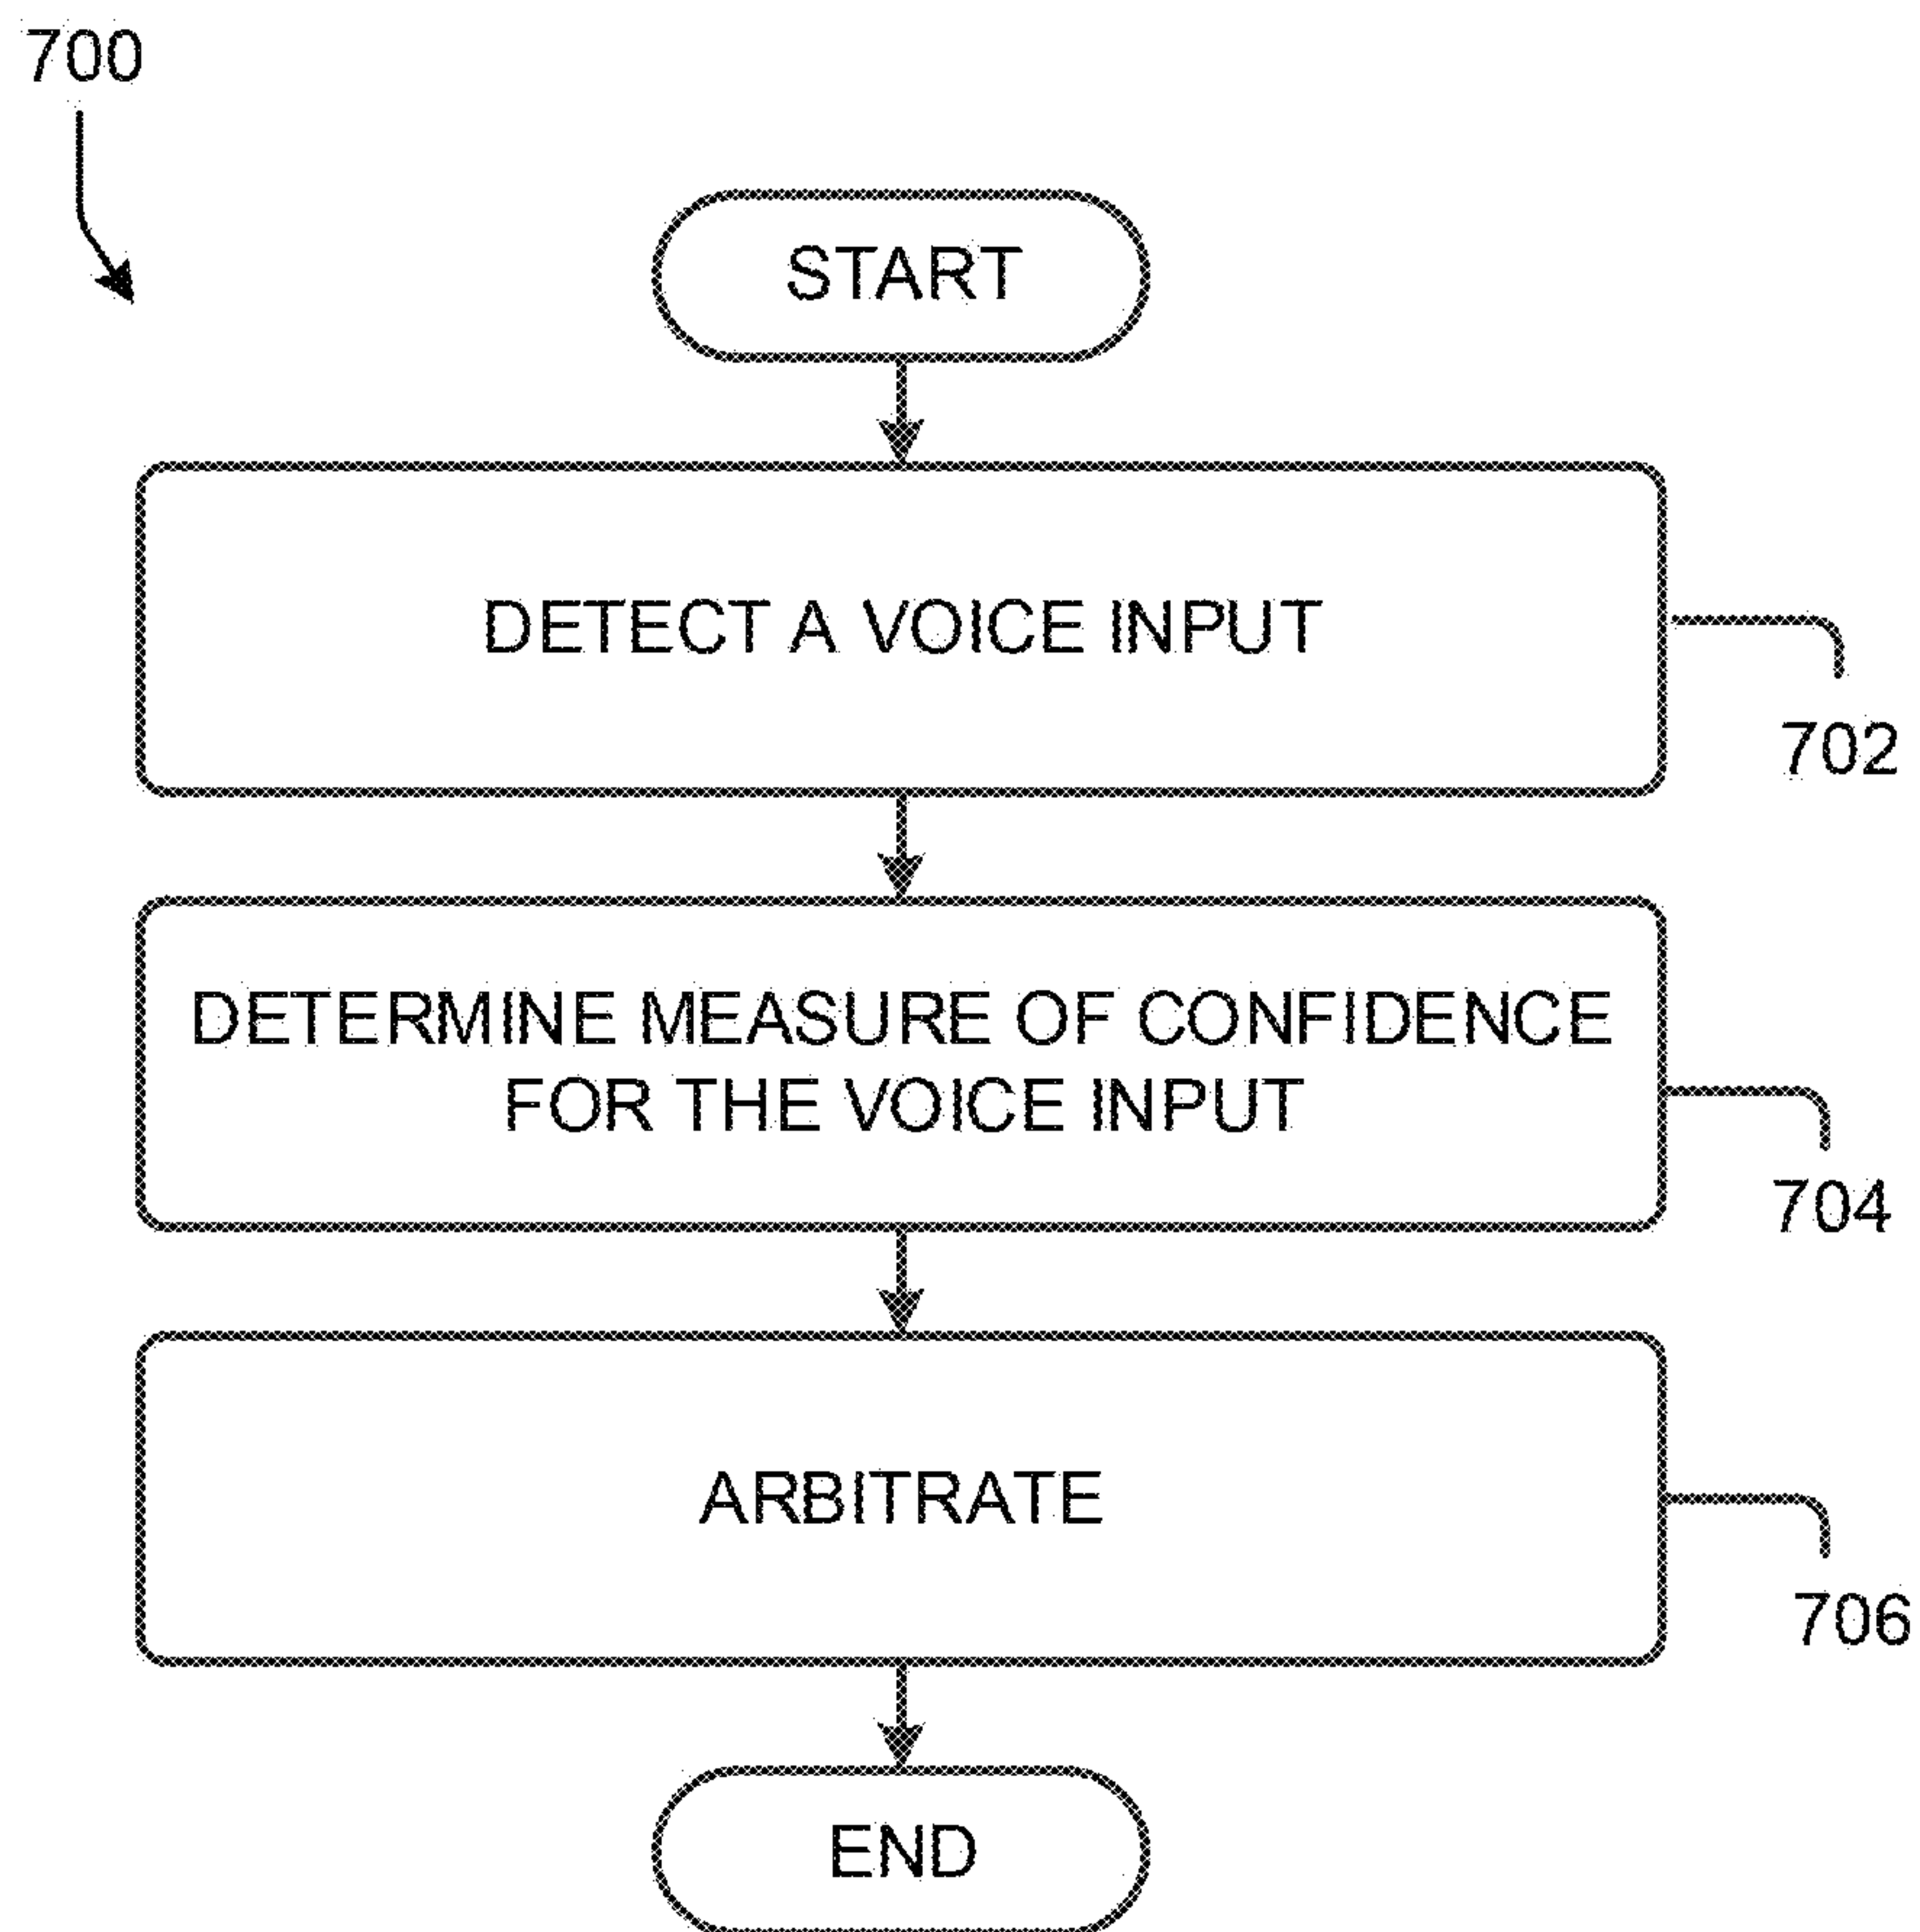 700
START
DETECT A VOICE INPUT
702
DETERMINE MEASURE OF CONFIDENCE
FOR THE VOICE INPUT
704
ARBITRATE
706
END